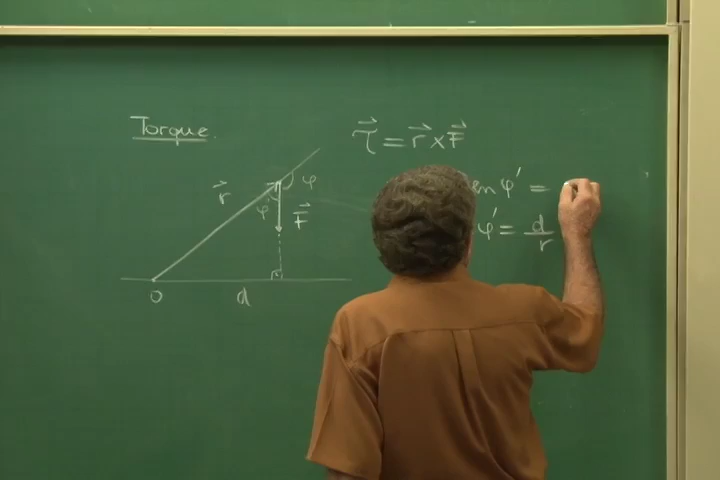 Torque
τ⃗ = r⃗ x F⃗
r⃗
φ
φ'
F⃗
en φ' =
φ' = d/r
O
d